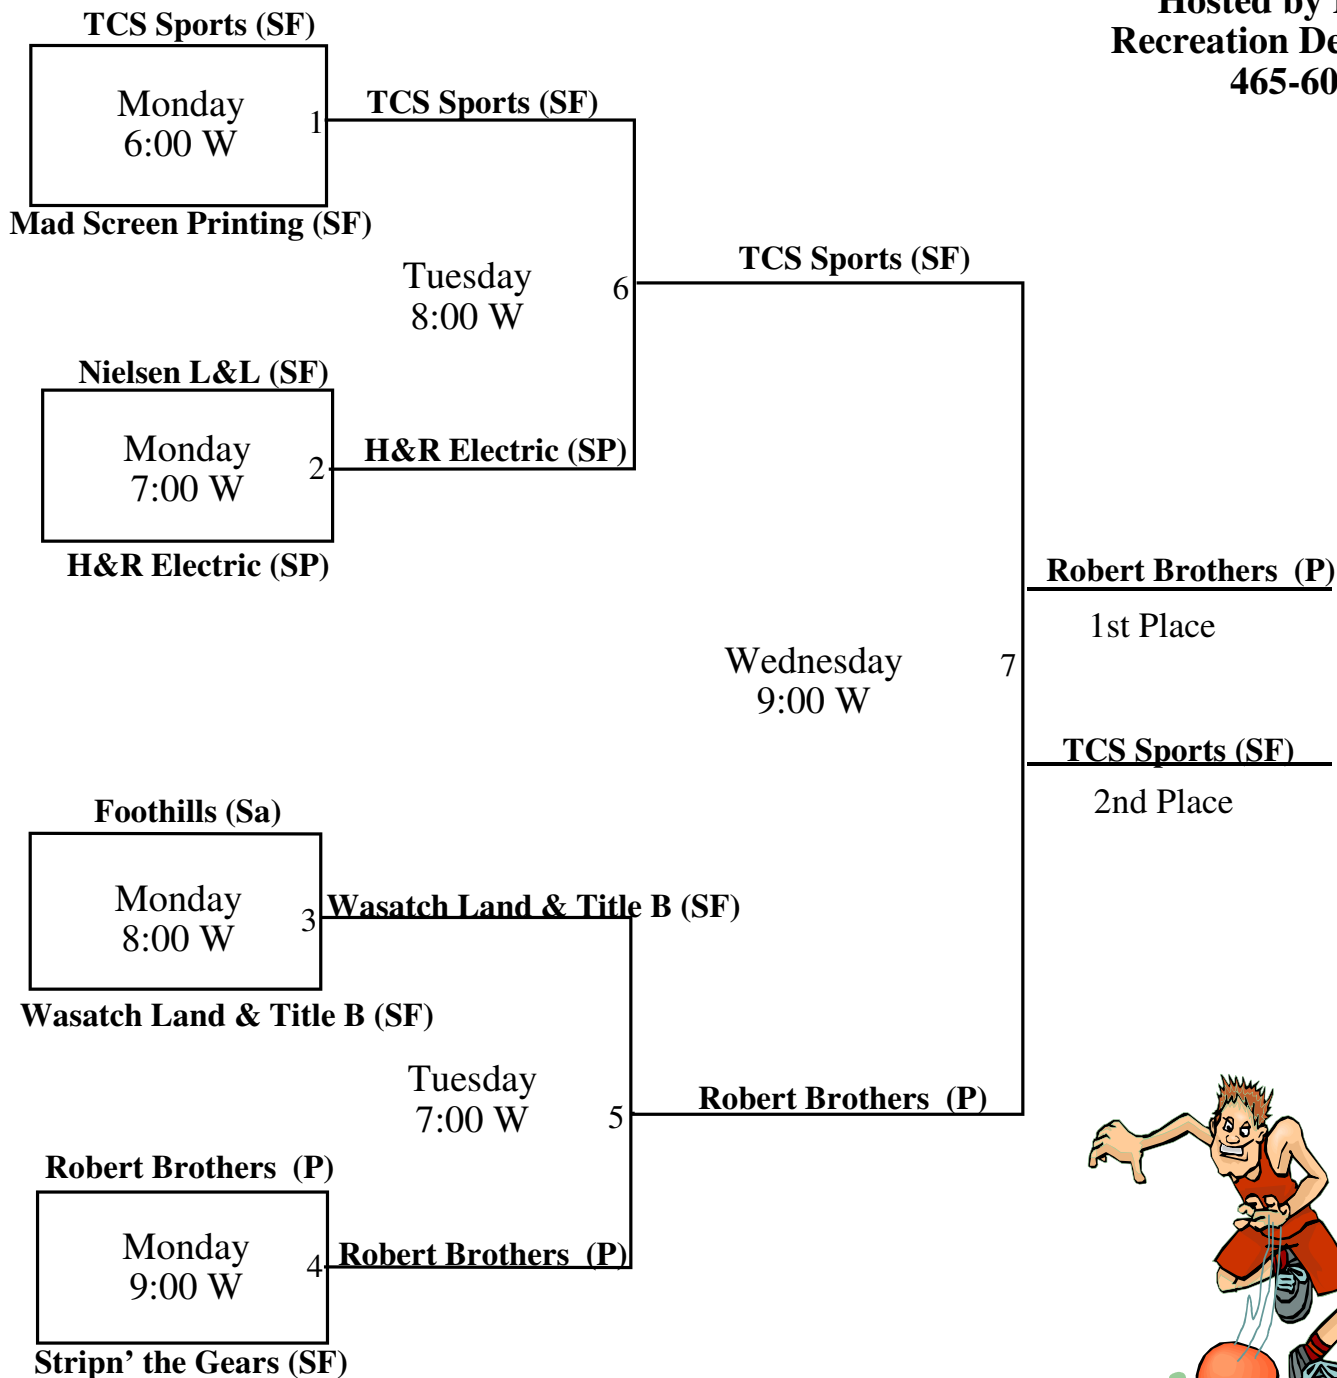 Hosted by
Recreation De
465-60
TCS Sports (SF)
Monday
6:00 W
1
TCS Sports (SF)
Mad Screen Printing (SF)
Tuesday
8:00 W
6
TCS Sports (SF)
Nielsen L&L (SF)
Monday
7:00 W
2
H&R Electric (SP)
H&R Electric (SP)
Robert Brothers (P)
1st Place
Wednesday
9:00 W
7
TCS Sports (SF)
2nd Place
Foothills (Sa)
Monday
8:00 W
3
Wasatch Land & Title B (SF)
Wasatch Land & Title B (SF)
Tuesday
7:00 W
5
Robert Brothers (P)
Robert Brothers (P)
Monday
9:00 W
4
Robert Brothers (P)
Stripn’ the Gears (SF)